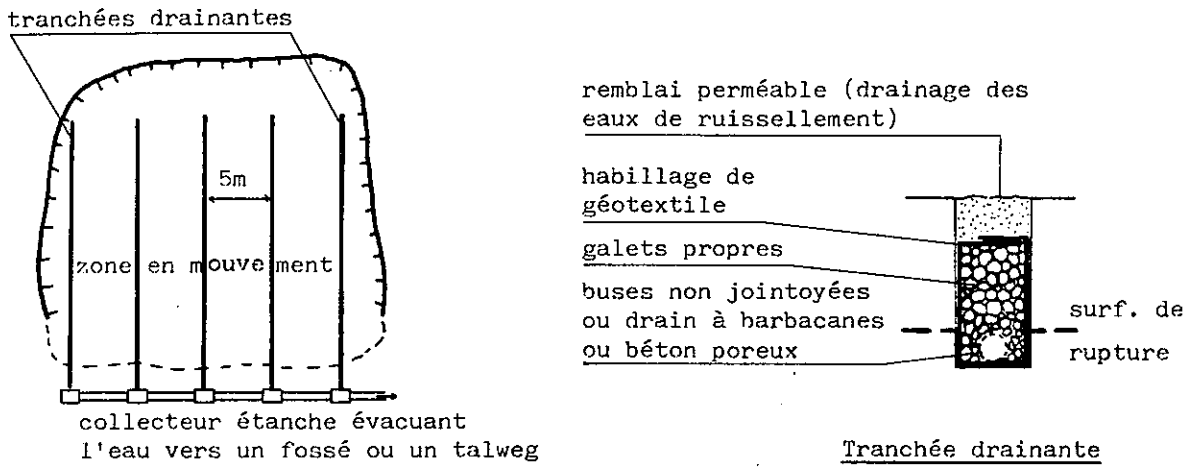 tranchées drainantes
5m
zone en mouvement
collecteur étanche évacuant
l'eau vers un fossé ou un talweg
remblai perméable (drainage des
eaux de ruissellement)
habillage de
géotextile
galets propres
buses non jointoyées
ou drain à barbacanes
ou béton poreux
surf. de
rupture
Tranchée drainante